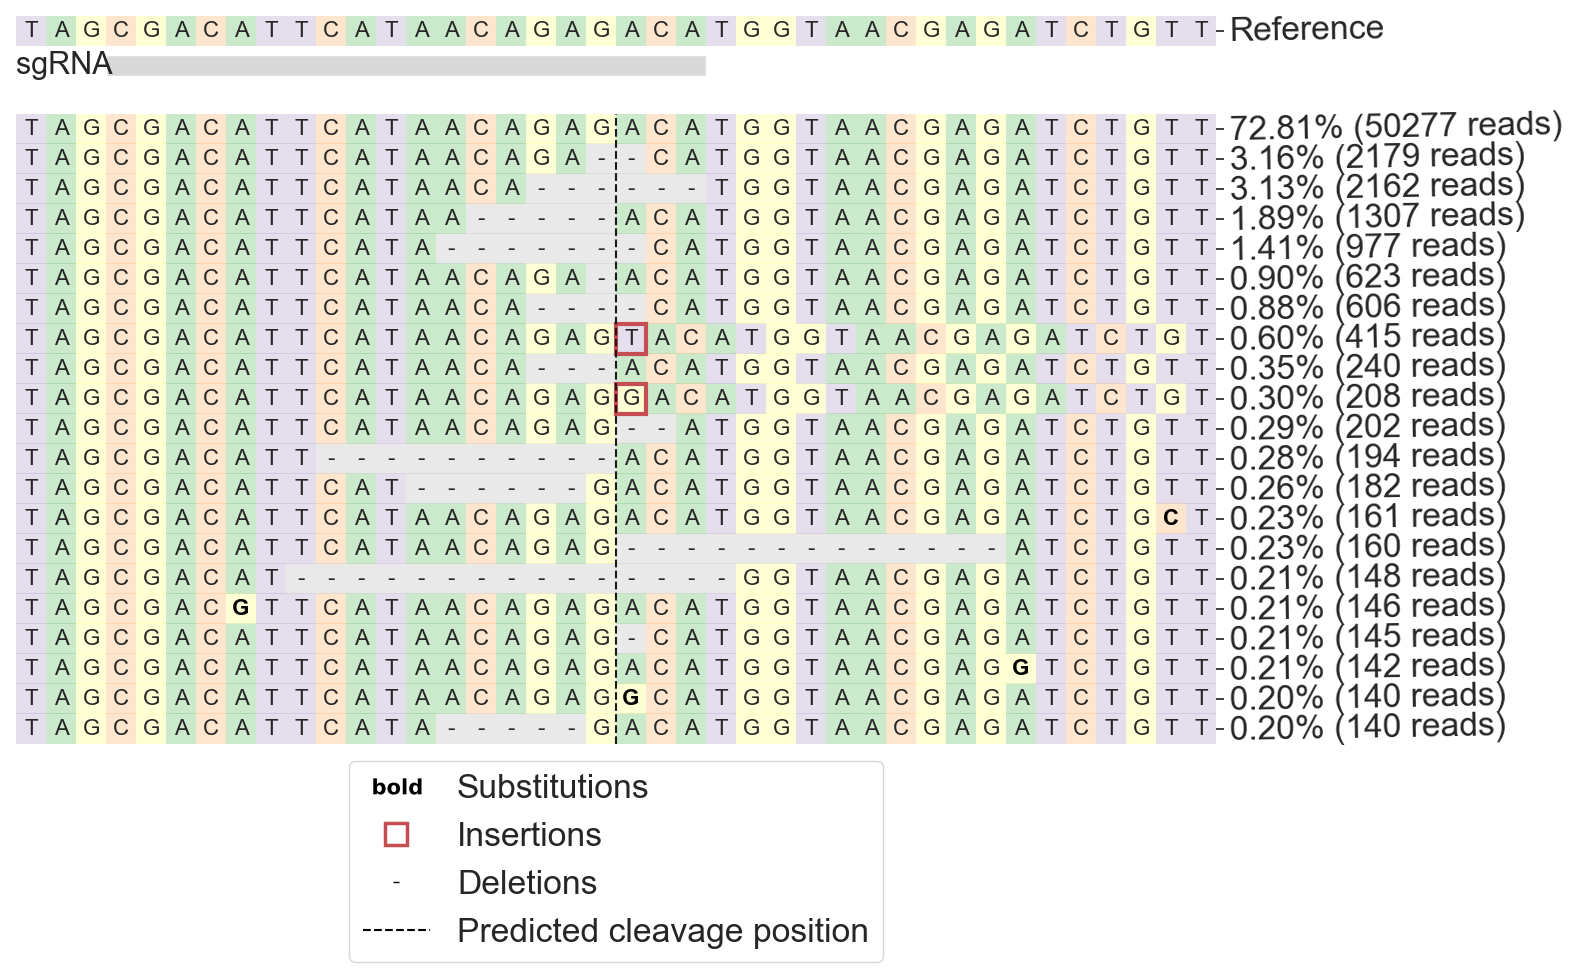 T A G C G A C A T T C A T A A C A G A G A C A T G G T A A C G A G A T C T G T T Reference
sgRNA
T A G C G A C A T T C A T A A C A G A G A C A T G G T A A C G A G A T C T G T T 72.81% (50277 reads)
T A G C G A C A T T C A T A A C A G A - - C A T G G T A A C G A G A T C T G T T 3.16% (2179 reads)
T A G C G A C A T T C A T A A C A - - - - - - T G G T A A C G A G A T C T G T T 3.13% (2162 reads)
T A G C G A C A T T C A T A A - - - - - A C A T G G T A A C G A G A T C T G T T 1.89% (1307 reads)
T A G C G A C A T T C A T A - - - - - - - C A T G G T A A C G A G A T C T G T T 1.41% (977 reads)
T A G C G A C A T T C A T A A C A G A - A C A T G G T A A C G A G A T C T G T T 0.90% (623 reads)
T A G C G A C A T T C A T A A C A - - - - C A T G G T A A C G A G A T C T G T T 0.88% (606 reads)
T A G C G A C A T T C A T A A C A G A G T A C A T G G T A A C G A G A T C T G T 0.60% (415 reads)
T A G C G A C A T T C A T A A C A - - - A C A T G G T A A C G A G A T C T G T T 0.35% (240 reads)
T A G C G A C A T T C A T A A C A G A G G A C A T G G T A A C G A G A T C T G T 0.30% (208 reads)
T A G C G A C A T T C A T A A C A G A G - - A T G G T A A C G A G A T C T G T T 0.29% (202 reads)
T A G C G A C A T T - - - - - - - - - - A C A T G G T A A C G A G A T C T G T T 0.28% (194 reads)
T A G C G A C A T T C A T - - - - - - G A C A T G G T A A C G A G A T C T G T T 0.26% (182 reads)
T A G C G A C A T T C A T A A C A G A G A C A T G G T A A C G A G A T C T G C T 0.23% (161 reads)
T A G C G A C A T T C A T A A C A G A G - - - - - - - - - - - - - A T C T G T T 0.23% (160 reads)
T A G C G A C A T - - - - - - - - - - - - - - - G G T A A C G A G A T C T G T T 0.21% (148 reads)
T A G C G A C G T T C A T A A C A G A G A C A T G G T A A C G A G A T C T G T T 0.21% (146 reads)
T A G C G A C A T T C A T A A C A G A G - C A T G G T A A C G A G A T C T G T T 0.21% (145 reads)
T A G C G A C A T T C A T A A C A G A G A C A T G G T A A C G A G G T C T G T T 0.21% (142 reads)
T A G C G A C A T T C A T A A C A G A G G C A T G G T A A C G A G A T C T G T T 0.20% (140 reads)
T A G C G A C A T T C A T A - - - - - G A C A T G G T A A C G A G A T C T G T T 0.20% (140 reads)
bold Substitutions
Insertions
- Deletions
Predicted cleavage position